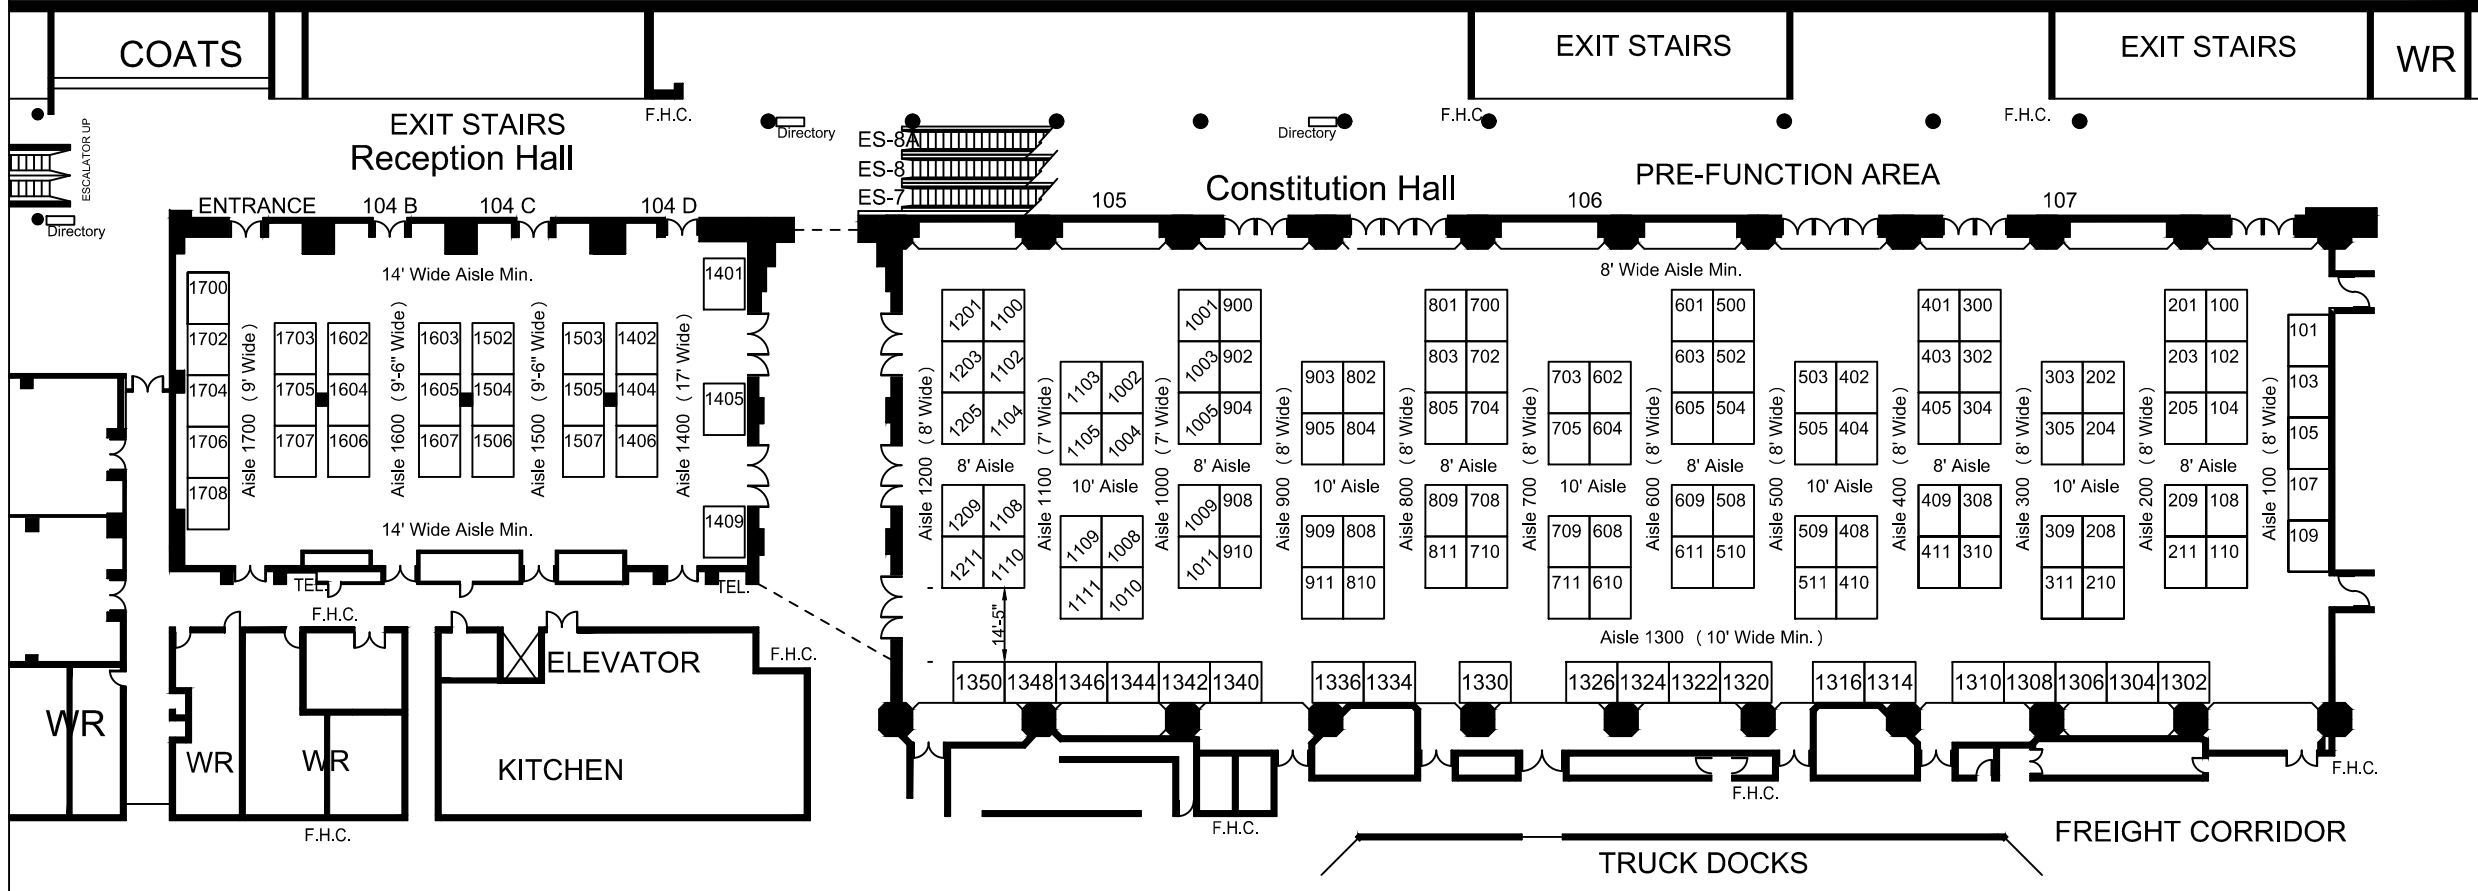 COATS
EXIT STAIRS
EXIT STAIRS
WR
F.H.C.
F.H.C.
F.H.C.
EXIT STAIRS
Reception Hall
Directory
Directory
ESCALATOR UP
ES-8A
ES-8
ES-7
Constitution Hall
PRE-FUNCTION AREA
ENTRANCE
104 B
104 C
104 D
105
106
107
Directory
14' Wide Aisle Min.
8' Wide Aisle Min.
1700
1702
1704
1706
1708
Aisle 1700 ( 9' Wide )
1703 1602
1705 1604
1707 1606
Aisle 1600 ( 9'-6" Wide )
1603 1502
1605 1504
1607 1506
Aisle 1500 ( 9'-6" Wide )
1503 1402
1505 1404
1507 1406
Aisle 1400 ( 17' Wide )
1401
1405
1409
14' Wide Aisle Min.
TEL.
F.H.C.
TEL.
Aisle 1200 ( 8' Wide )
1201 1100
1203 1102
1205 1104
8' Aisle
1209 1108
1211 1110
14'-5"
Aisle 1100 ( 7' Wide )
1103 1002
1105 1004
10' Aisle
1109 1008
1111 1010
Aisle 1000 ( 7' Wide )
1001 900
1003 902
1005 904
8' Aisle
1009 908
1011 910
Aisle 900 ( 8' Wide )
903 802
905 804
10' Aisle
909 808
911 810
Aisle 800 ( 8' Wide )
801 700
803 702
805 704
8' Aisle
809 708
811 710
Aisle 700 ( 8' Wide )
703 602
705 604
10' Aisle
709 608
711 610
Aisle 600 ( 8' Wide )
601 500
603 502
605 504
8' Aisle
609 508
611 510
Aisle 500 ( 8' Wide )
503 402
505 404
10' Aisle
509 408
511 410
Aisle 400 ( 8' Wide )
401 300
403 302
405 304
8' Aisle
409 308
411 310
Aisle 300 ( 8' Wide )
303 202
305 204
10' Aisle
309 208
311 210
Aisle 200 ( 8' Wide )
201 100
203 102
205 104
8' Aisle
209 108
211 110
Aisle 100 ( 8' Wide )
101
103
105
107
109
Aisle 1300 ( 10' Wide Min. )
1350 1348 1346 1344 1342 1340 1336 1334 1330 1326 1324 1322 1320 1316 1314 1310 1308 1306 1304 1302
ELEVATOR
F.H.C.
WR
WR
WR
KITCHEN
F.H.C.
F.H.C.
F.H.C.
F.H.C.
TRUCK DOCKS
FREIGHT CORRIDOR